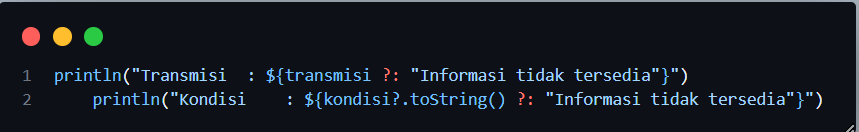 1 println("Transmisi  : ${transmisi ?: "Informasi tidak tersedia"}")
2     println("Kondisi    : ${kondisi?.toString() ?: "Informasi tidak tersedia"}")